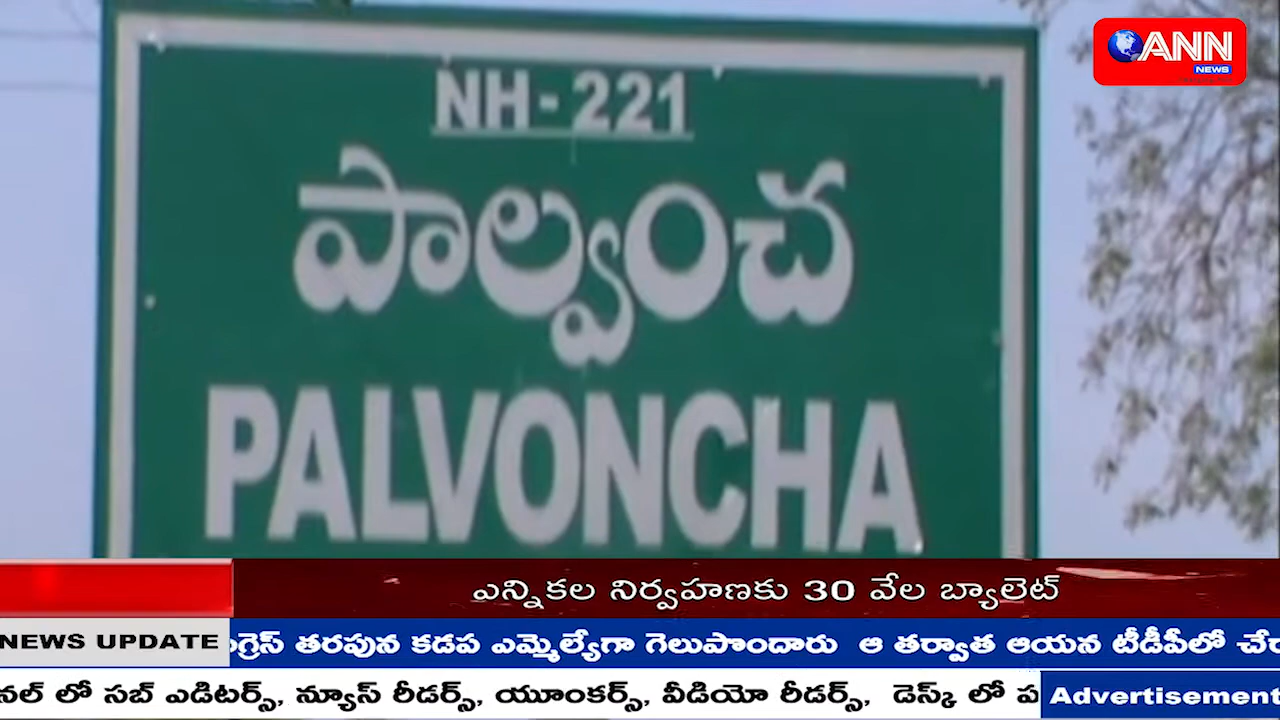 ANN
NEWS
NH-221
పాల్వంచ
PALVONCHA
ఎన్నికల నిర్వహణకు 30 వేల బ్యాలెట్
NEWS UPDATE
తరపున కడప ఎమ్మెల్యేగా గెలుపొందారు ఆ తర్వాత ఆయన టీడీపీలో
లో సబ్ ఎడిటర్స్, న్యూస్ రీడర్స్, యాంకర్స్, వీడియో రీడర్స్, డెస్క్ లో
Advertisement